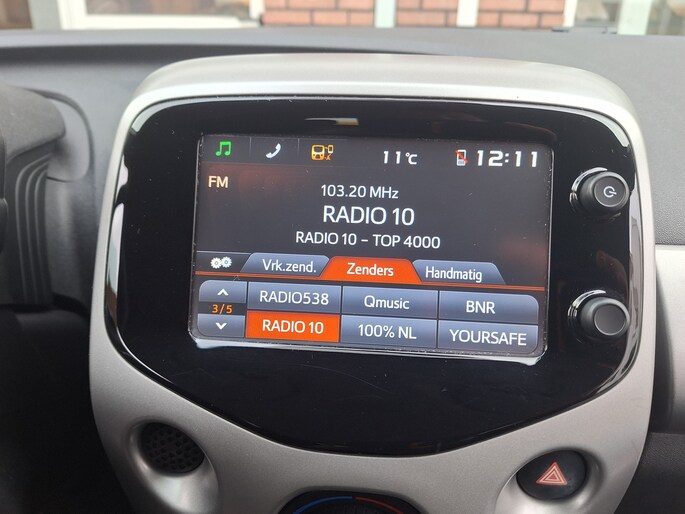 11°C 12:11
FM
103.20 MHz
RADIO 10
RADIO 10 - TOP 4000
Vrk.zend. Zenders Handmatig
RADIO538 Qmusic BNR
3/5
RADIO 10 100% NL YOURSAFE